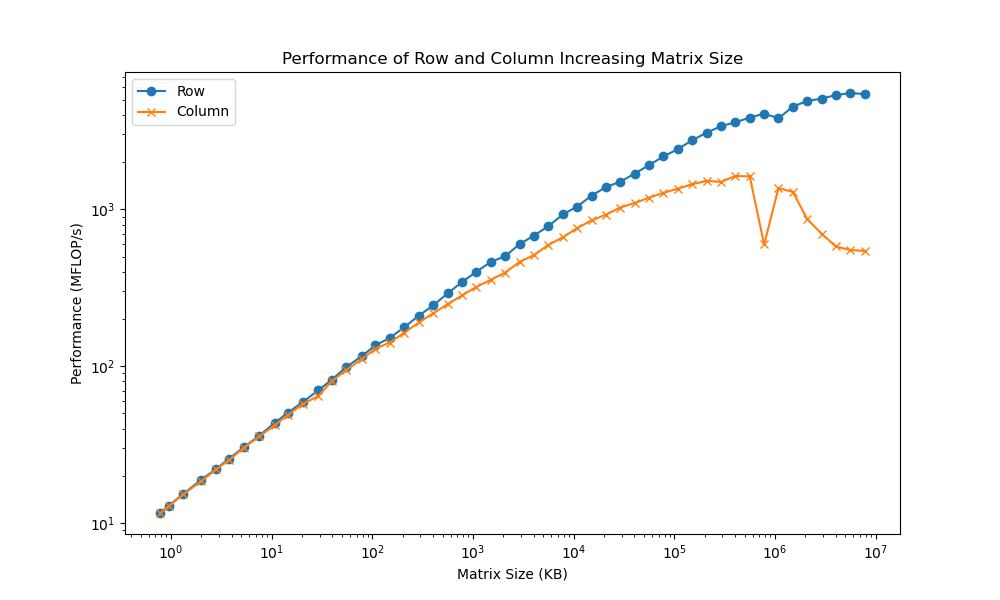 Performance of Row and Column Increasing Matrix Size
Row
Column
Performance (MFLOP/s)
10³
10²
10¹
10⁰ 10¹ 10² 10³ 10⁴ 10⁵ 10⁶ 10⁷
Matrix Size (KB)